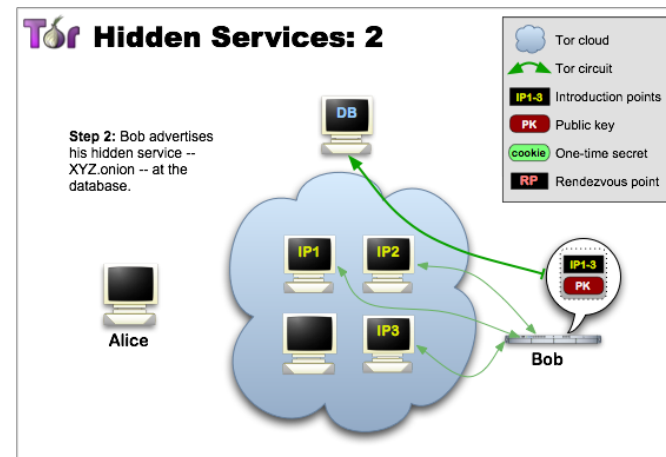 Tor Hidden Services: 2
Tor cloud
Tor circuit
IP1-3 Introduction points
PK Public key
cookie One-time secret
RP Rendezvous point
Step 2: Bob advertises
his hidden service --
XYZ.onion -- at the
database.
DB
IP1
IP2
IP3
IP1-3
PK
Alice
Bob